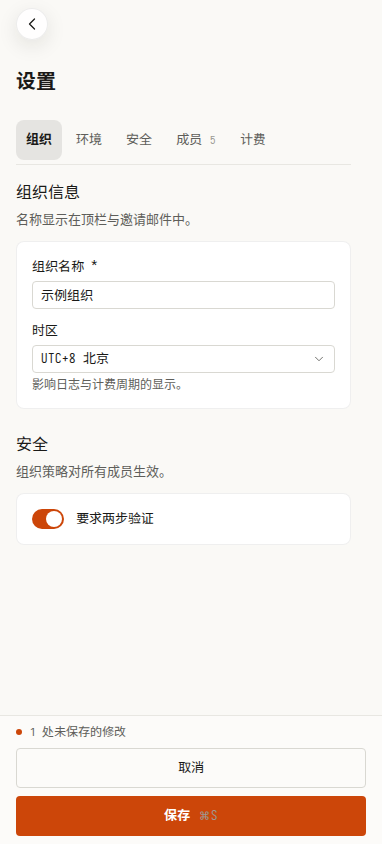 设置
组织 环境 安全 成员 5 计费
组织信息
名称显示在顶栏与邀请邮件中。
组织名称 *
示例组织
时区
UTC+8 北京
影响日志与计费周期的显示。
安全
组织策略对所有成员生效。
要求两步验证
1 处未保存的修改
取消
保存 ⌘S